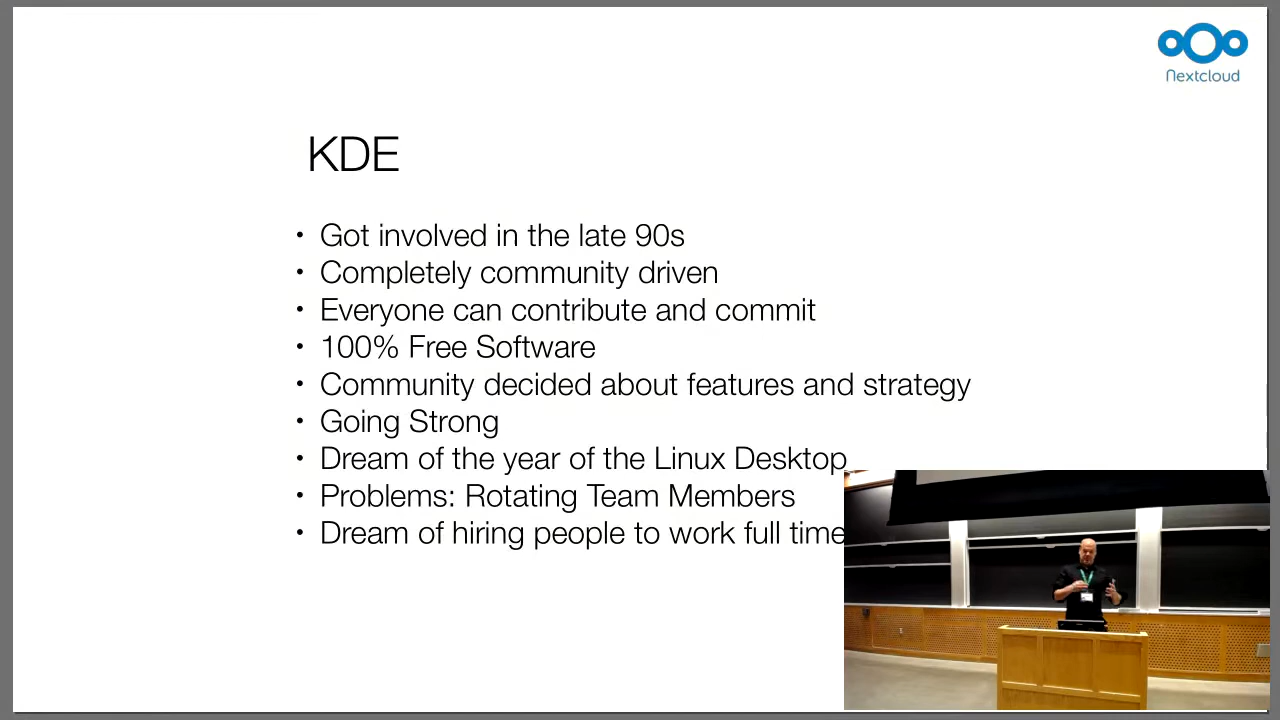 Nextcloud
KDE
• Got involved in the late 90s
• Completely community driven
• Everyone can contribute and commit
• 100% Free Software
• Community decided about features and strategy
• Going Strong
• Dream of the year of the Linux Desktop
• Problems: Rotating Team Members
• Dream of hiring people to work full time